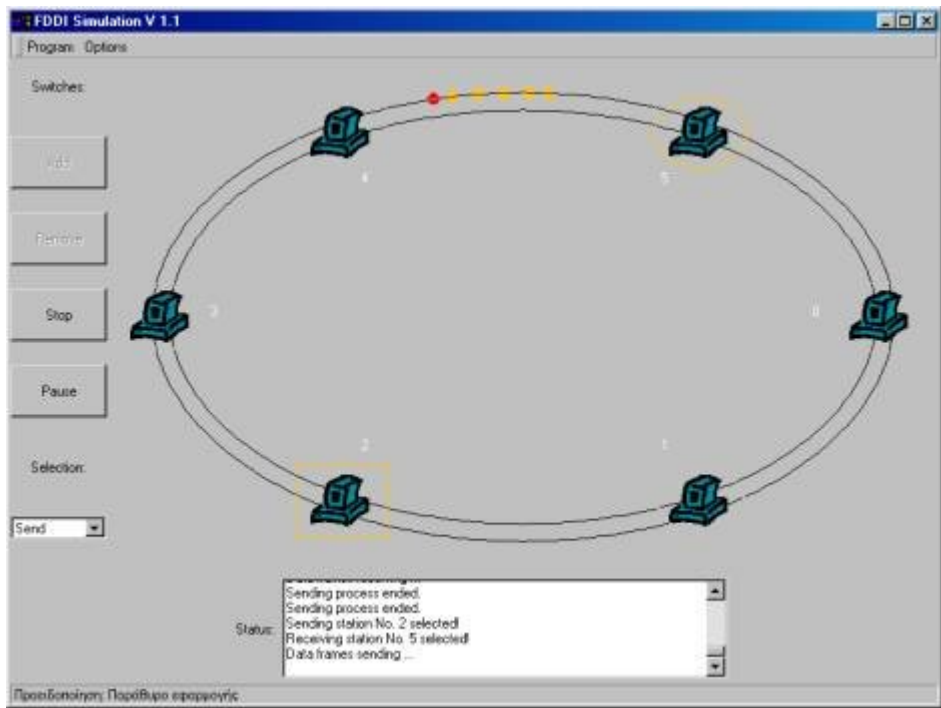 FDDI Simulation V 1.1
Program Options
Switches:
Add
Remove
Stop
Pause
Selection:
Send
4
5
3
2
1
Sending process ended.
Sending process ended.
Sending station No. 2 selected!
Receiving station No. 5 selected!
Data frames sending ...
Status:
Προειδοποίηση: Παράθυρο εφαρμογής